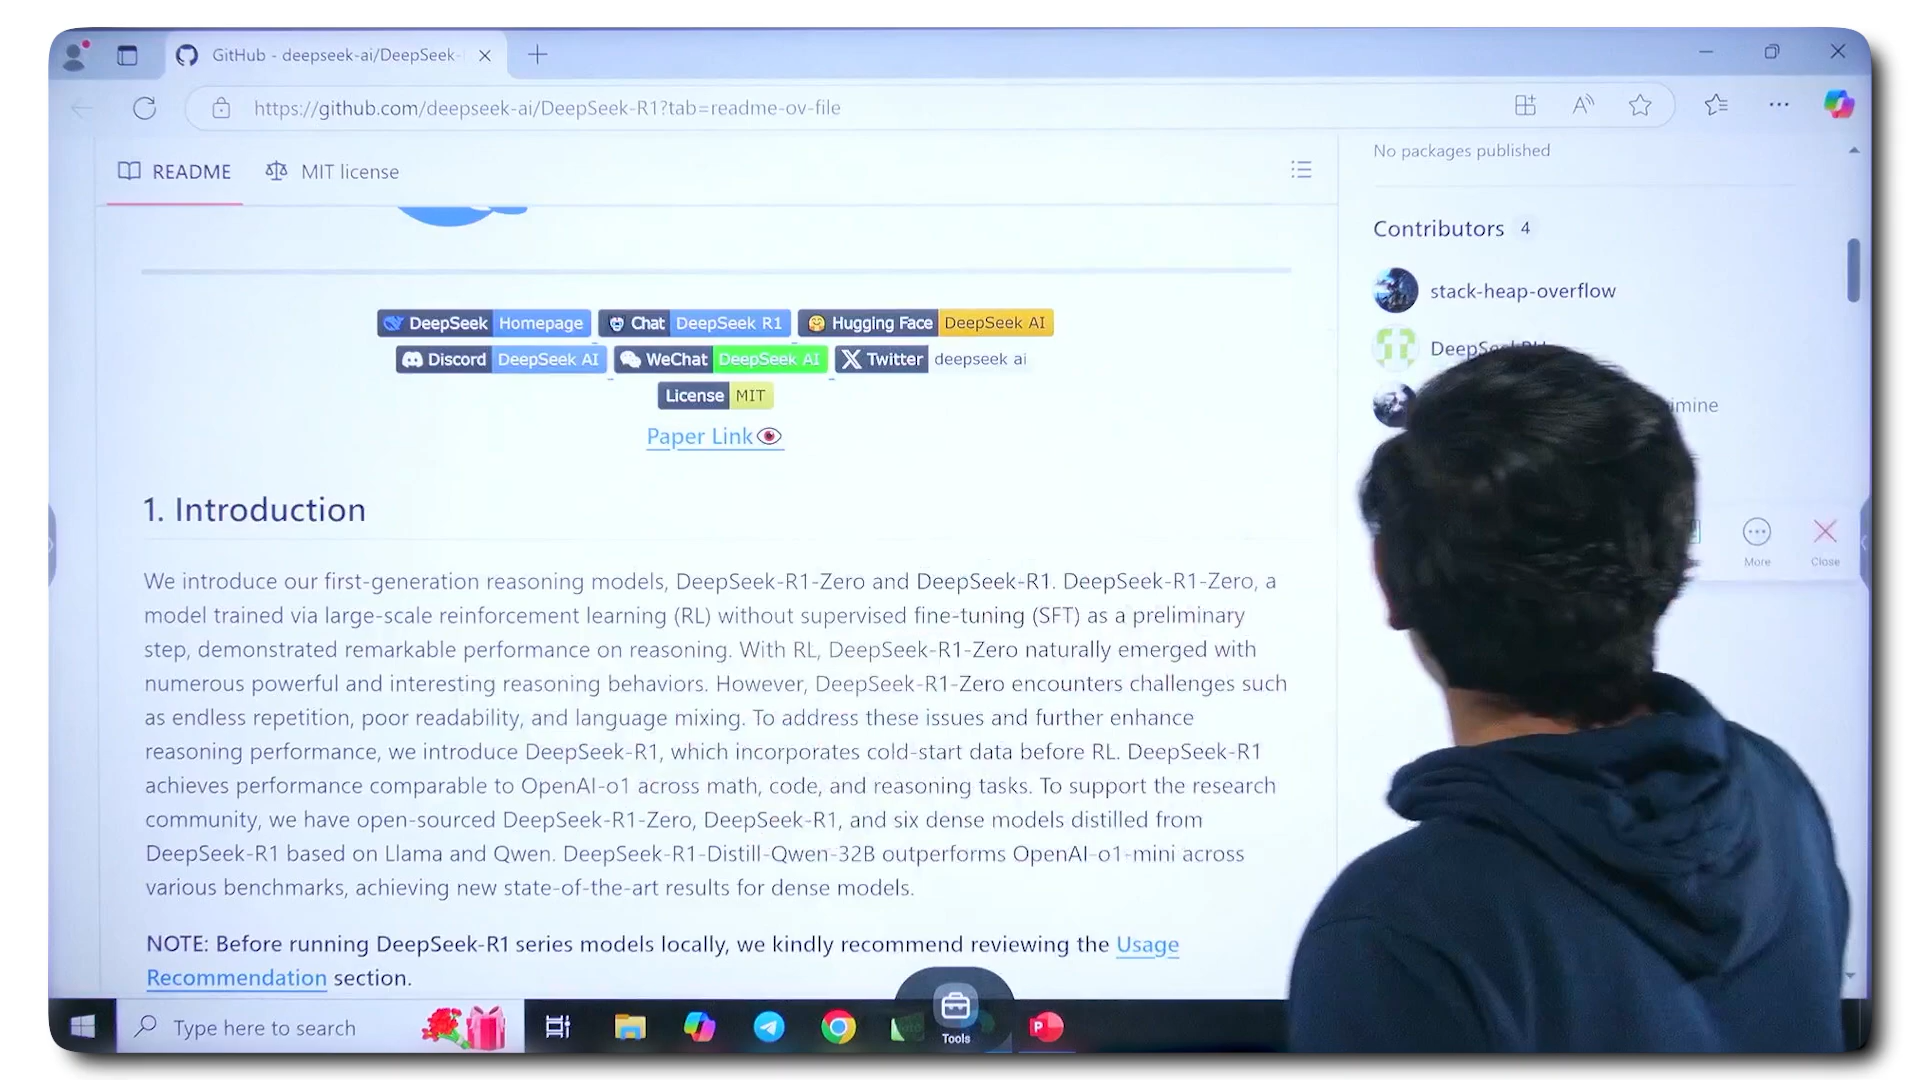 GitHub - deepseek-ai/DeepSeek-
https://github.com/deepseek-ai/DeepSeek-R1?tab=readme-ov-file
README
MIT license
No packages published
Contributors 4
stack-heap-overflow
DeepSeek Homepage
Chat DeepSeek R1
Hugging Face DeepSeek AI
Discord DeepSeek AI
WeChat DeepSeek AI
Twitter deepseek ai
License MIT
Paper Link
1. Introduction
We introduce our first-generation reasoning models, DeepSeek-R1-Zero and DeepSeek-R1. DeepSeek-R1-Zero, a
model trained via large-scale reinforcement learning (RL) without supervised fine-tuning (SFT) as a preliminary
step, demonstrated remarkable performance on reasoning. With RL, DeepSeek-R1-Zero naturally emerged with
numerous powerful and interesting reasoning behaviors. However, DeepSeek-R1-Zero encounters challenges such
as endless repetition, poor readability, and language mixing. To address these issues and further enhance
reasoning performance, we introduce DeepSeek-R1, which incorporates cold-start data before RL. DeepSeek-R1
achieves performance comparable to OpenAI-o1 across math, code, and reasoning tasks. To support the research
community, we have open-sourced DeepSeek-R1-Zero, DeepSeek-R1, and six dense models distilled from
DeepSeek-R1 based on Llama and Qwen. DeepSeek-R1-Distill-Qwen-32B outperforms OpenAI-o1-mini across
various benchmarks, achieving new state-of-the-art results for dense models.
NOTE: Before running DeepSeek-R1 series models locally, we kindly recommend reviewing the Usage
Recommendation section.
More
Close
Type here to search
Tools